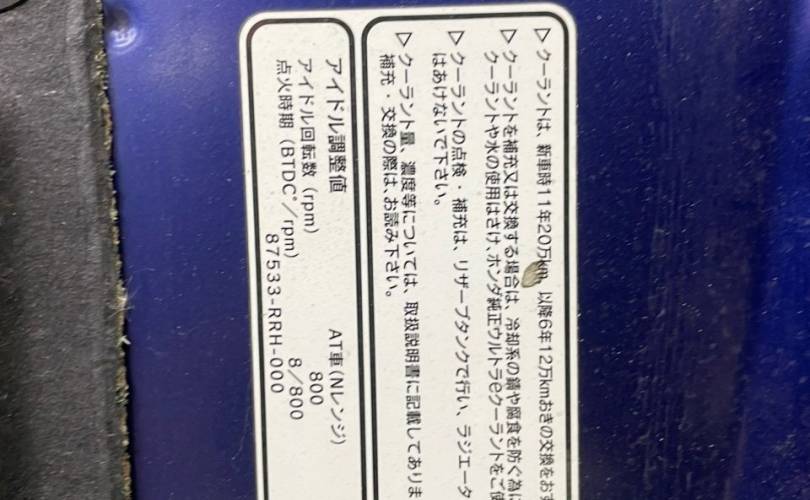 ▷クーラントは、新車時11年20万km、以降6年12万kmおきの交換をおす
▷クーラントを補充又は交換する場合は、冷却系の錆や腐食を防ぐ為に
クーラントや水の使用はさけ、ホンダ純正ウルトラeクーラントをご使
▷クーラントの点検・補充は、リザーブタンクで行い、ラジエータ
はあけないで下さい。
▷クーラント量、濃度等については、取扱説明書に記載してありま
補充・交換の際は、お読み下さい。
アイドル調整値 AT車(Nレンジ)
アイドル回転数(rpm) 800
点火時期(BTDC°/rpm) 8/800
87533-RRH-000